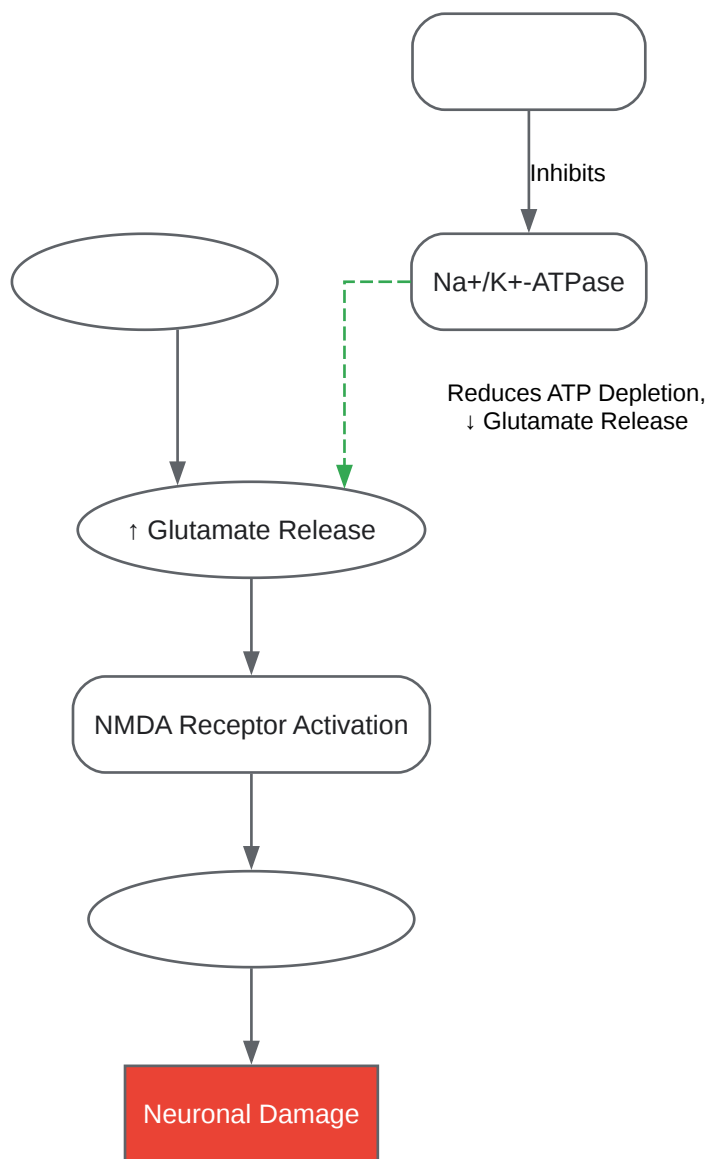 Inhibits
Na+/K+-ATPase
Reduces ATP Depletion,
↓ Glutamate Release
↑ Glutamate Release
NMDA Receptor Activation
Neuronal Damage